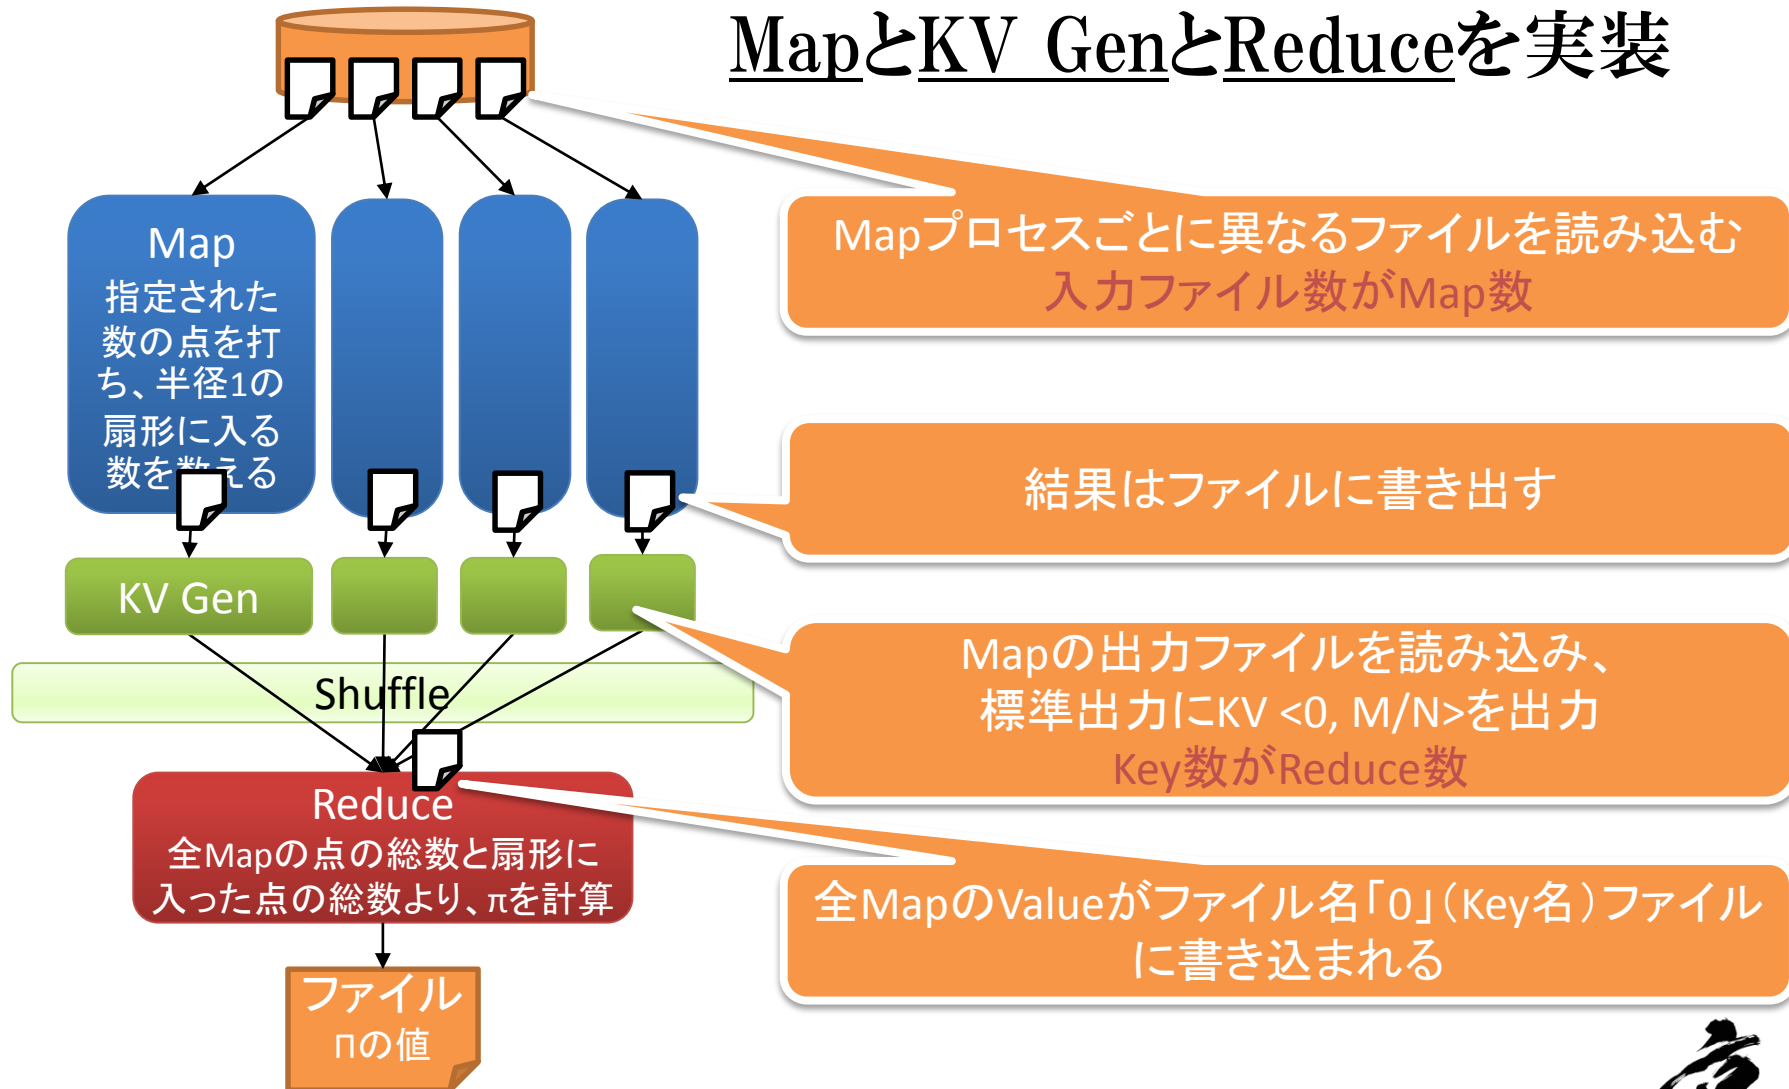 MapとKV GenとReduceを実装
Map
指定された
数の点を打
ち、半径1の
扇形に入る
数を数える
KV Gen
Shuffle
Reduce
全Mapの点の総数と扇形に
入った点の総数より、πを計算
ファイル
πの値
Mapプロセスごとに異なるファイルを読み込む
入力ファイル数がMap数
結果はファイルに書き出す
Mapの出力ファイルを読み込み、
標準出力にKV <0, M/N>を出力
Key数がReduce数
全MapのValueがファイル名「0」（Key名）ファイル
に書き込まれる